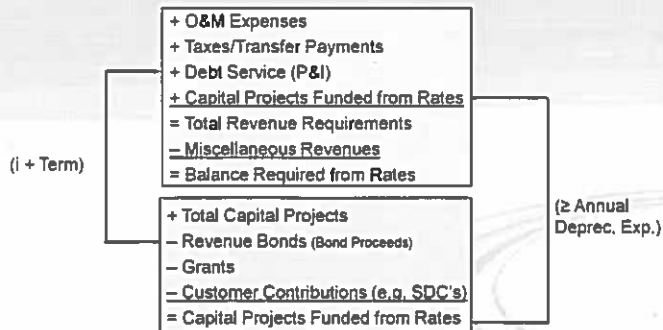 + O&M Expenses
+ Taxes/Transfer Payments
+ Debt Service (P&I)
+ Capital Projects Funded from Rates
= Total Revenue Requirements
– Miscellaneous Revenues
= Balance Required from Rates
(i + Term)
+ Total Capital Projects
– Revenue Bonds (Bond Proceeds)
– Grants
– Customer Contributions (e.g. SDC's)
= Capital Projects Funded from Rates
(≥ Annual
Deprec. Exp.)